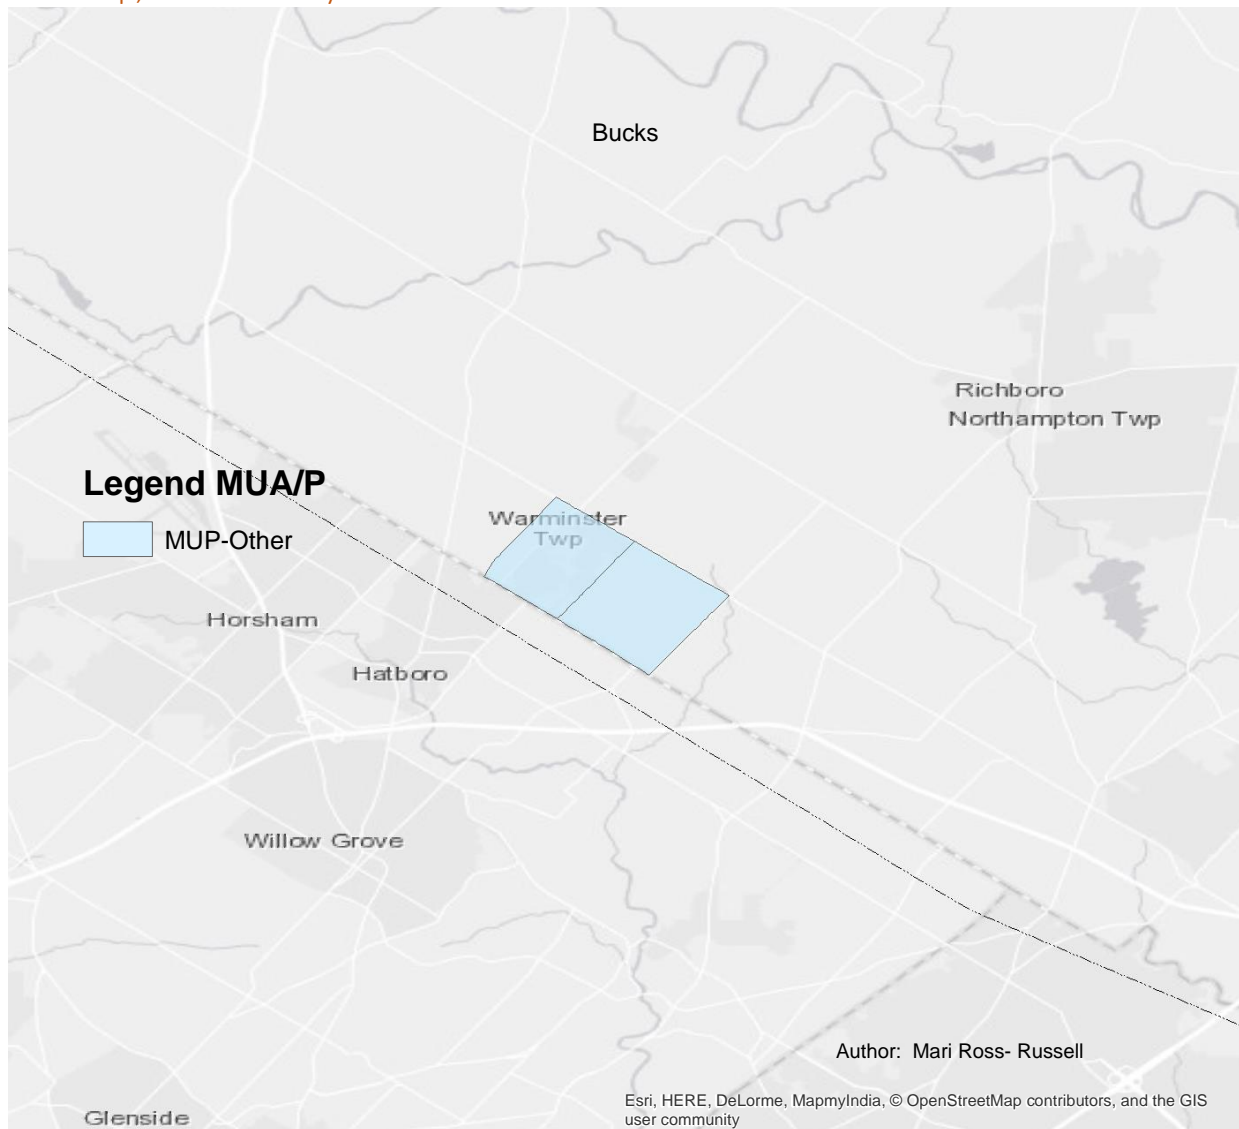 Bucks
Richboro
Northampton Twp
Legend MUA/P
Warminster
Twp
MUP-Other
Horsham
Hatboro
Willow Grove
Author: Mari Ross- Russell
Esri, HERE, DeLorme, MapmyIndia, © OpenStreetMap contributors, and the GIS
user community
Glenside